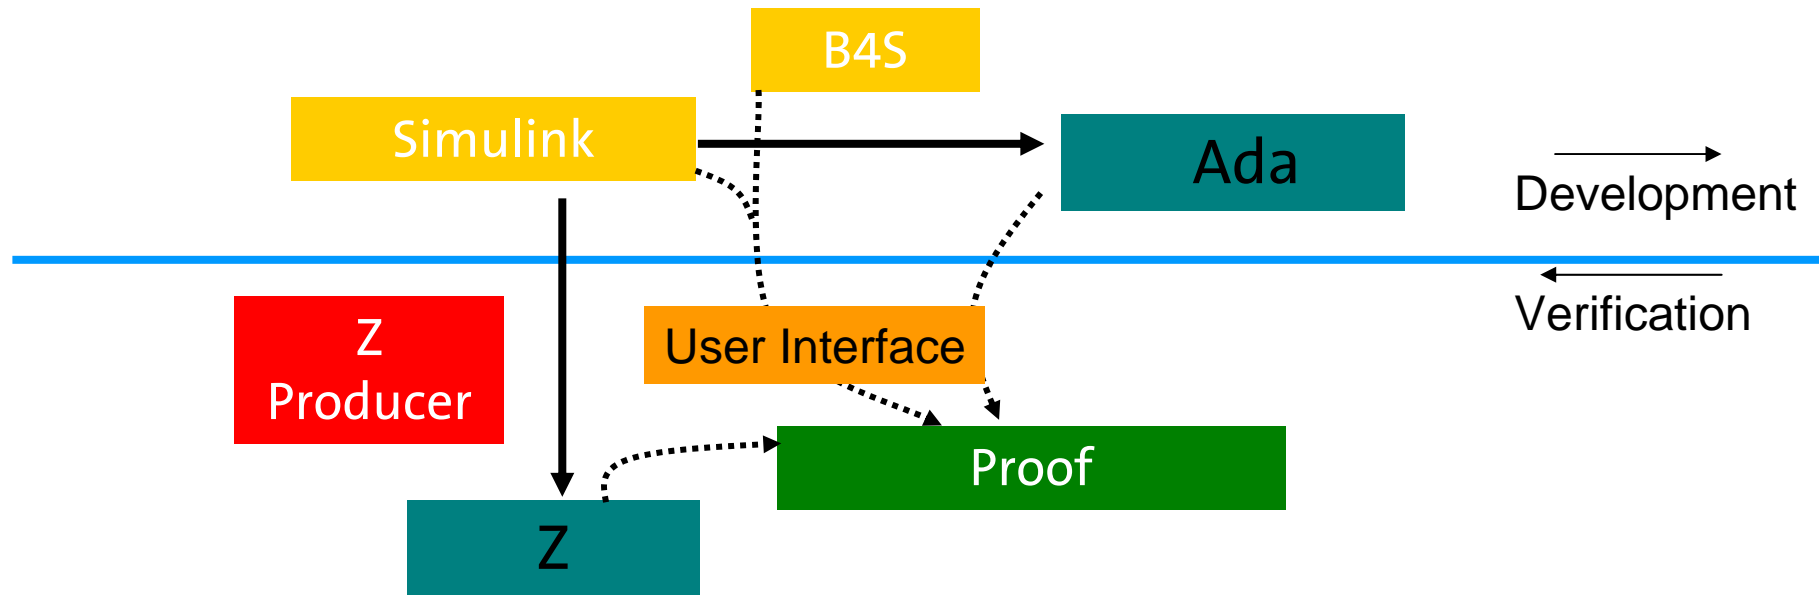 B4S
Simulink
Ada
Development
Verification
Z
Producer
User Interface
Proof
Z